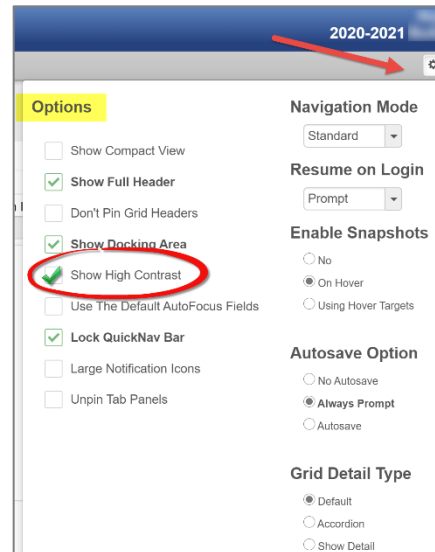 2020-2021
Options
Show Compact View
Show Full Header
Don't Pin Grid Headers
Show Docking Area
Show High Contrast
Use The Default AutoFocus Fields
Lock QuickNav Bar
Large Notification Icons
Unpin Tab Panels
Navigation Mode
Standard
Resume on Login
Prompt
Enable Snapshots
No
On Hover
Using Hover Targets
Autosave Option
No Autosave
Always Prompt
Autosave
Grid Detail Type
Default
Accordion
Show Detail